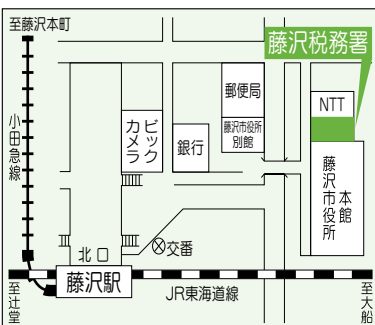 至藤沢本町
藤沢税務署
小田急線
ビックカメラ
銀行
郵便局
藤沢市役所
別館
NTT
藤沢市役所
本館
北口
交番
藤沢駅
JR東海道線
至辻堂
至大船